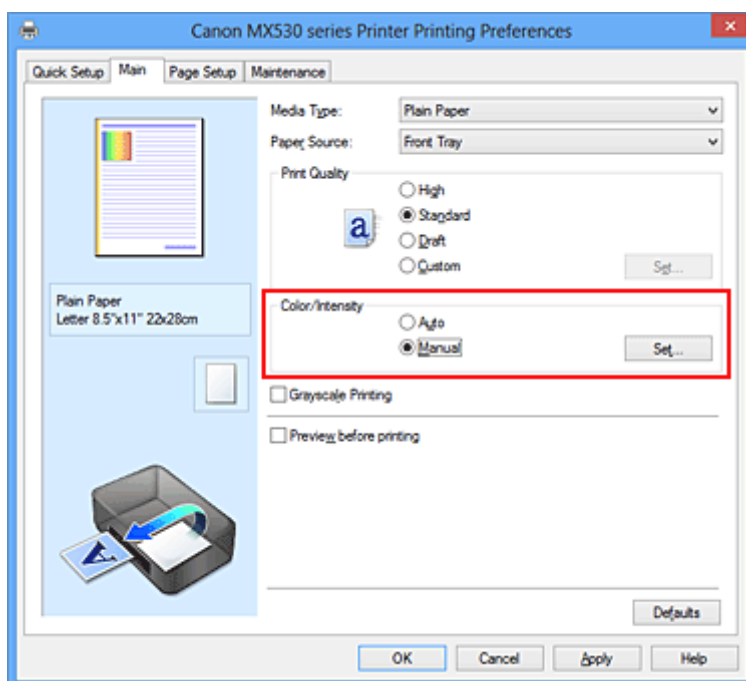 Canon MX530 series Printer Printing Preferences
Quick Setup Main Page Setup Maintenance
Media Type: Plain Paper
Paper Source: Front Tray
Print Quality
High
a Standard
Draft
Custom Set...
Plain Paper
Letter 8.5"x11" 22x28cm
Color/Intensity
Auto
Manual Set...
Grayscale Printing
Preview before printing
A
Defaults
OK Cancel Apply Help